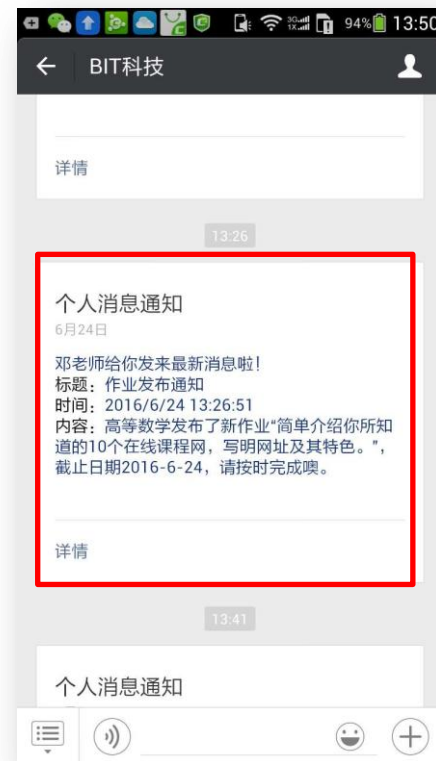 3G 1X 94% 13:50
BIT科技
详情
13:26
个人消息通知
6月24日
邓老师给你发来最新消息啦！
标题：作业发布通知
时间：2016/6/24 13:26:51
内容：高等数学发布了新作业“简单介绍你所知
道的10个在线课程网，写明网址及其特色。”，
截止日期2016-6-24，请按时完成噢。
详情
13:41
个人消息通知